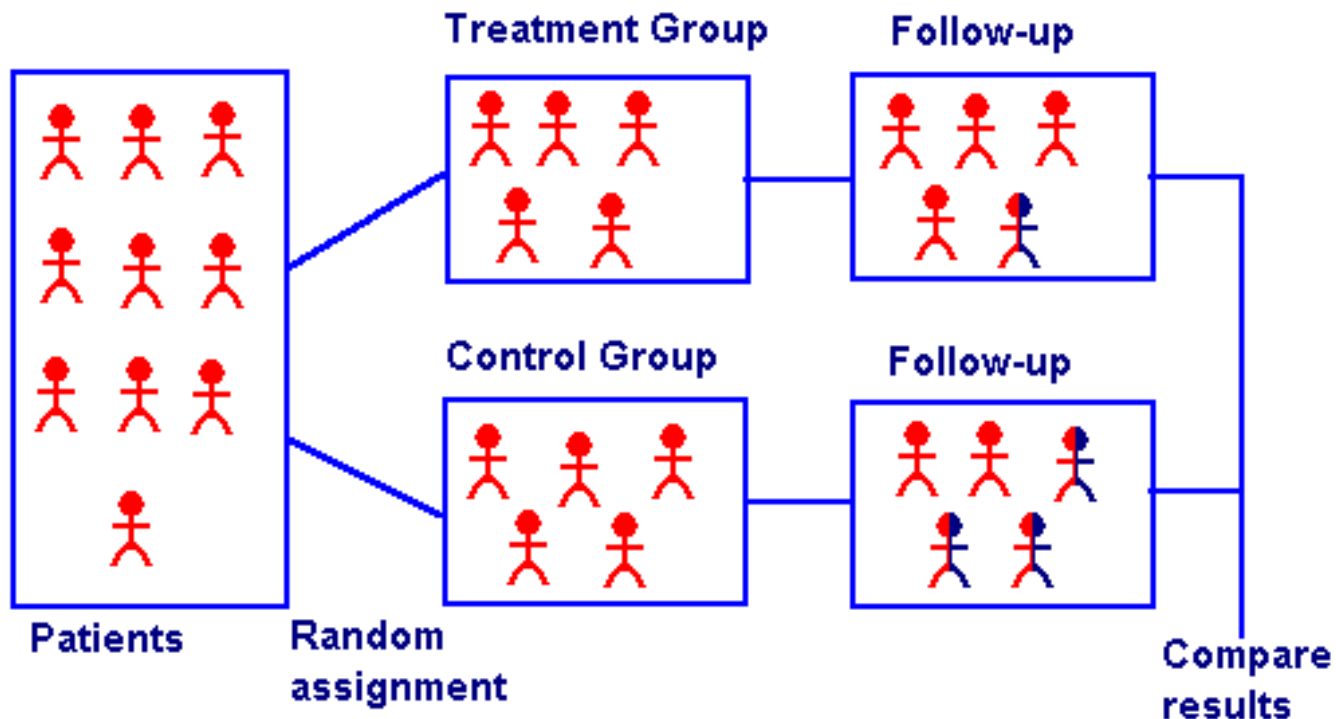 Treatment Group
Follow-up
Control Group
Follow-up
Patients
Random
assignment
Compare
results